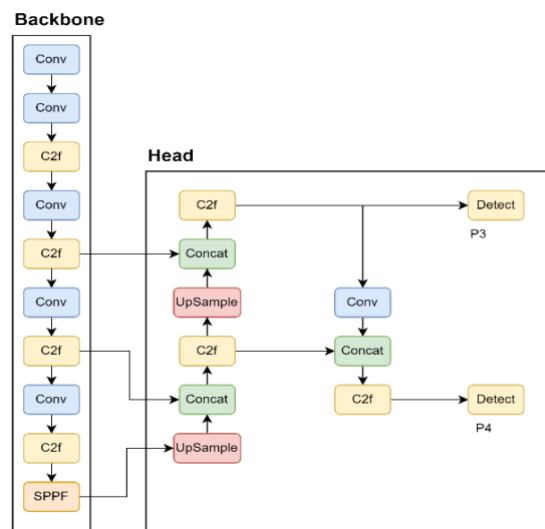 Backbone
Conv
Conv
C2f
Conv
C2f
Conv
C2f
Conv
C2f
SPPF
Head
C2f
Detect
P3
Concat
UpSample
Conv
C2f
Concat
Concat
C2f
Detect
P4
UpSample